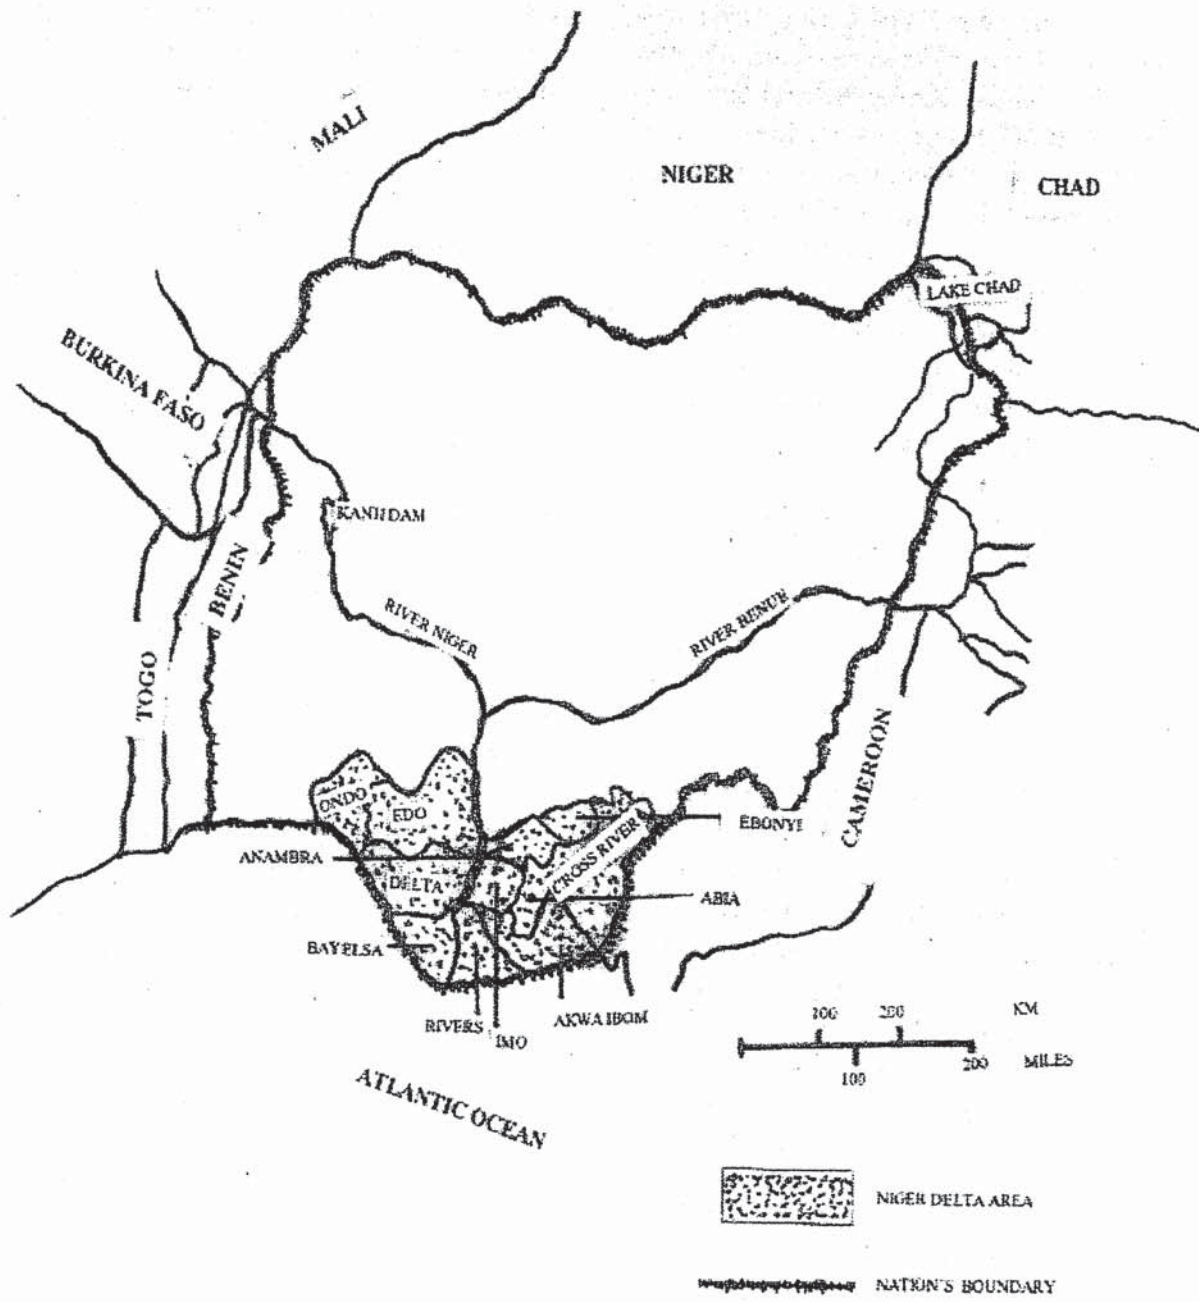 MALI
NIGER
CHAD
LAKE CHAD
BURKINA FASO
KANHDAM
BENIN
RIVER NIGER
RIVER BENUE
TOGO
CAMEROON
ONDO
EDO
EBONYI
CROSS RIVER
ANAMBRA
DELTA
ABIA
BAYELSA
RIVERS
IMO
AKWA IBOM
100 200 KM
100 200 MILES
ATLANTIC OCEAN
NIGER DELTA AREA
NATION'S BOUNDARY